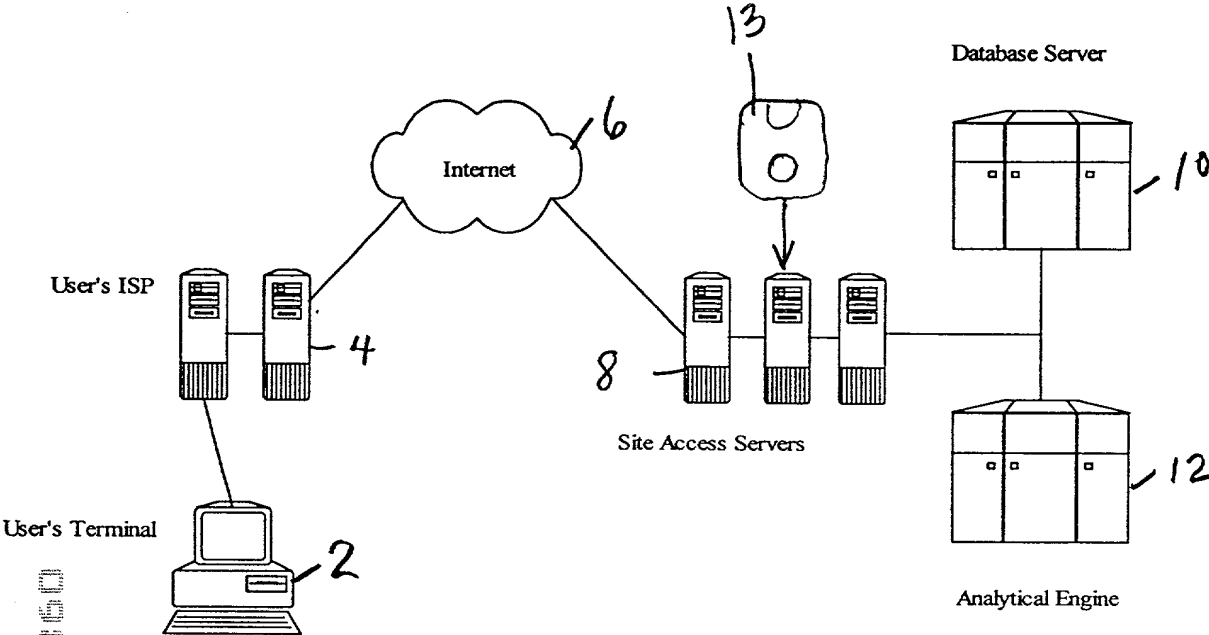 13
Database Server
6
Internet
10
User's ISP
4
8
Site Access Servers
12
User's Terminal
2
Analytical Engine